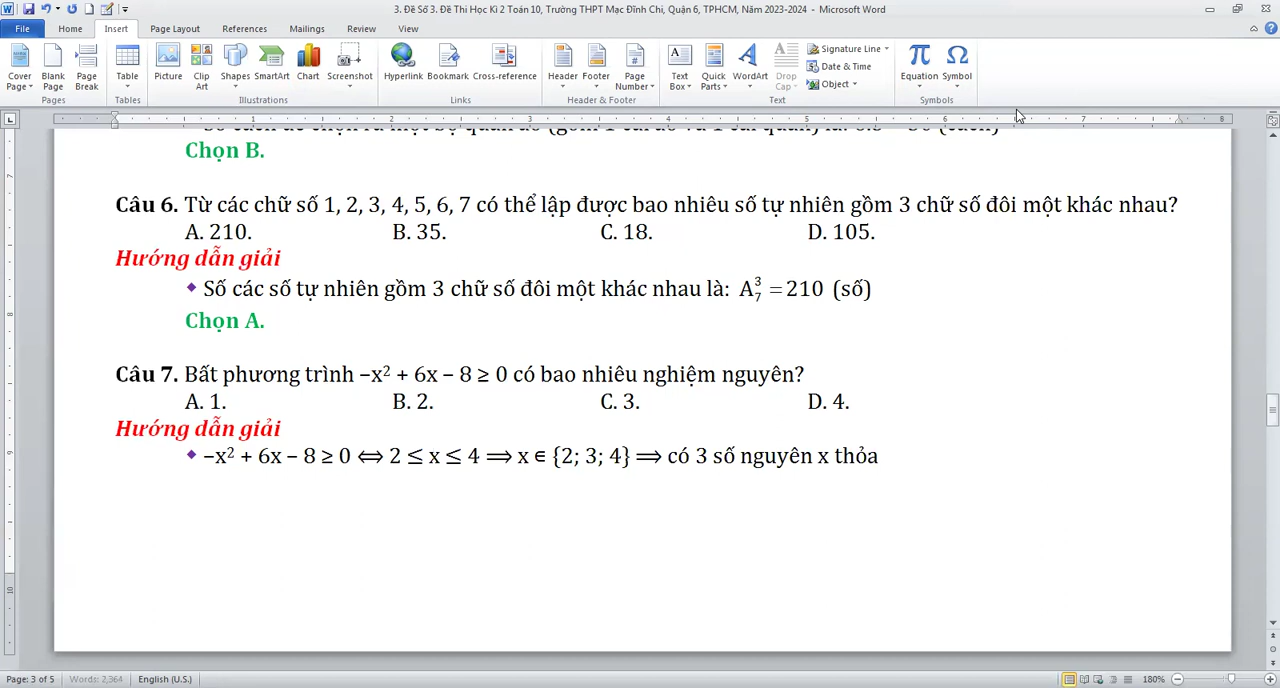 3. Đề Số 3. Đề Thi Học Kì 2 Toán 10, Trường THPT Mạc Đĩnh Chi, Quận 6, TPHCM, Năm 2023-2024 - Microsoft Word
File Home Insert Page Layout References Mailings Review View
Cover Page Blank Page Page Break Table Picture Clip Art Shapes SmartArt Chart Screenshot Hyperlink Bookmark Cross-reference Header Footer Page Number Text Box Quick Parts WordArt Drop Cap Signature Line Date & Time Object Equation Symbol
Pages Tables Illustrations Links Header & Footer Text Symbols
1 2 3 4 5 6 7 8
Chọn B.
Câu 6. Từ các chữ số 1, 2, 3, 4, 5, 6, 7 có thể lập được bao nhiêu số tự nhiên gồm 3 chữ số đôi một khác nhau?
A. 210. B. 35. C. 18. D. 105.
Hướng dẫn giải
Số các số tự nhiên gồm 3 chữ số đôi một khác nhau là: A₇³ = 210 (số)
Chọn A.
Câu 7. Bất phương trình −x² + 6x − 8 ≥ 0 có bao nhiêu nghiệm nguyên?
A. 1. B. 2. C. 3. D. 4.
Hướng dẫn giải
−x² + 6x − 8 ≥ 0 ⟺ 2 ≤ x ≤ 4 ⟹ x ∈ {2; 3; 4} ⟹ có 3 số nguyên x thỏa
Page: 3 of 5 Words: 2,364 English (U.S.) 180%